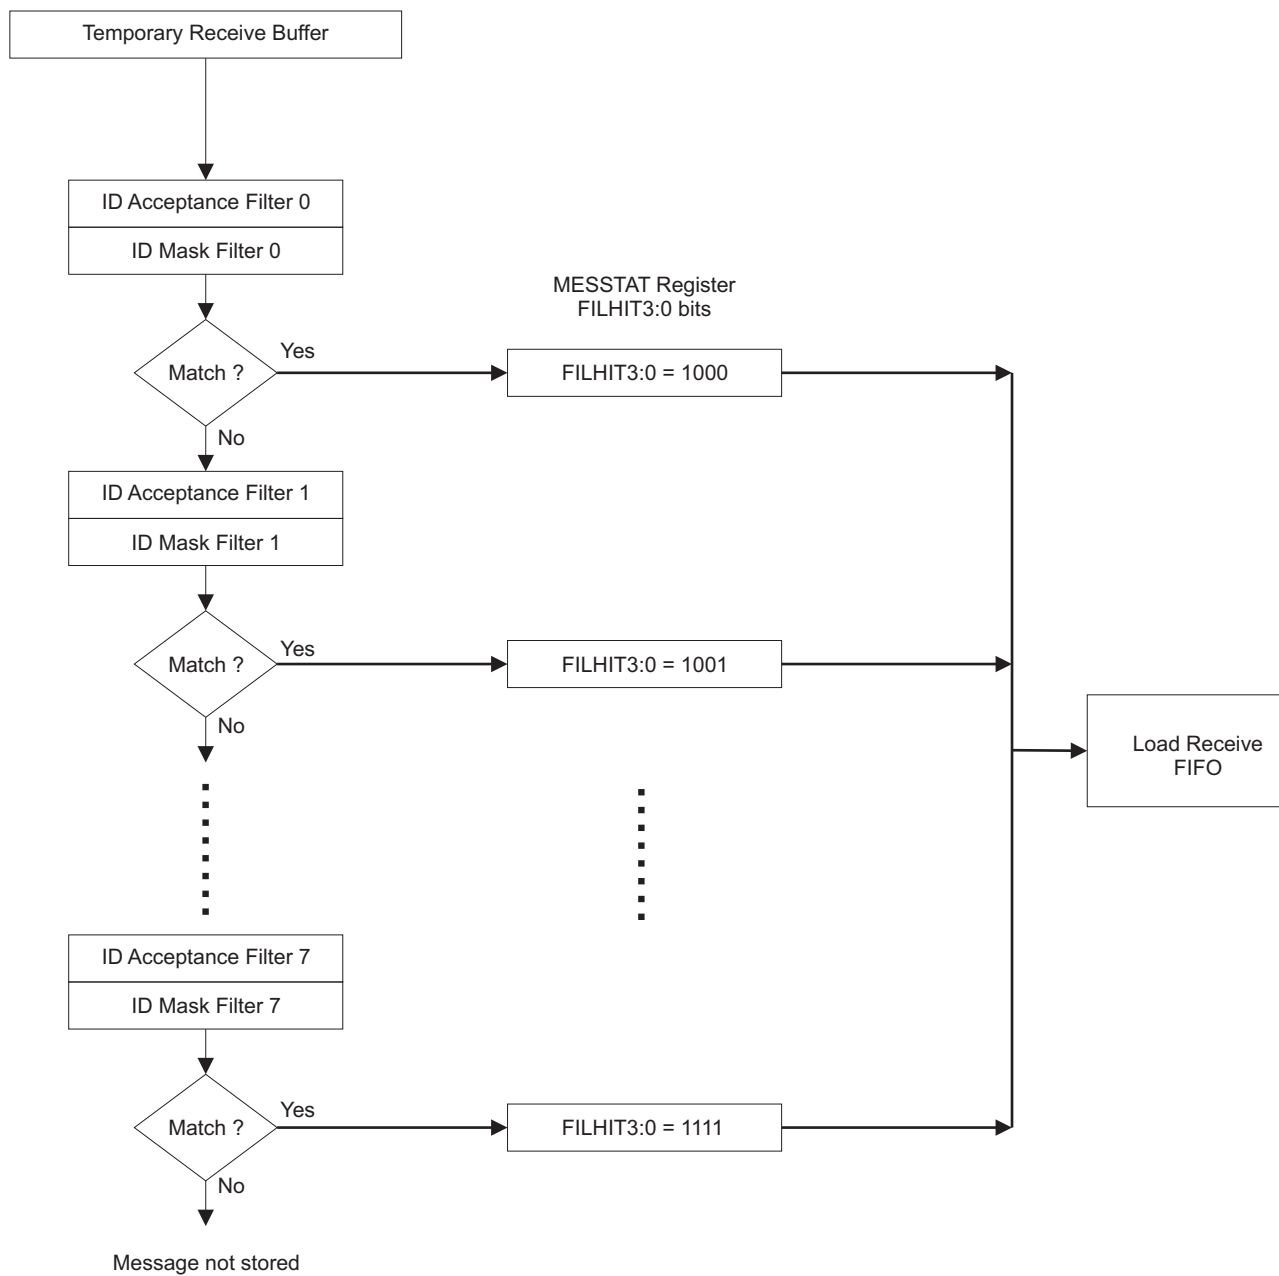 Temporary Receive Buffer
ID Acceptance Filter 0
ID Mask Filter 0
MESSTAT Register
FILHIT3:0 bits
Match ?
Yes
FILHIT3:0 = 1000
No
ID Acceptance Filter 1
ID Mask Filter 1
Match ?
Yes
FILHIT3:0 = 1001
No
Load Receive
FIFO
ID Acceptance Filter 7
ID Mask Filter 7
Match ?
Yes
FILHIT3:0 = 1111
No
Message not stored